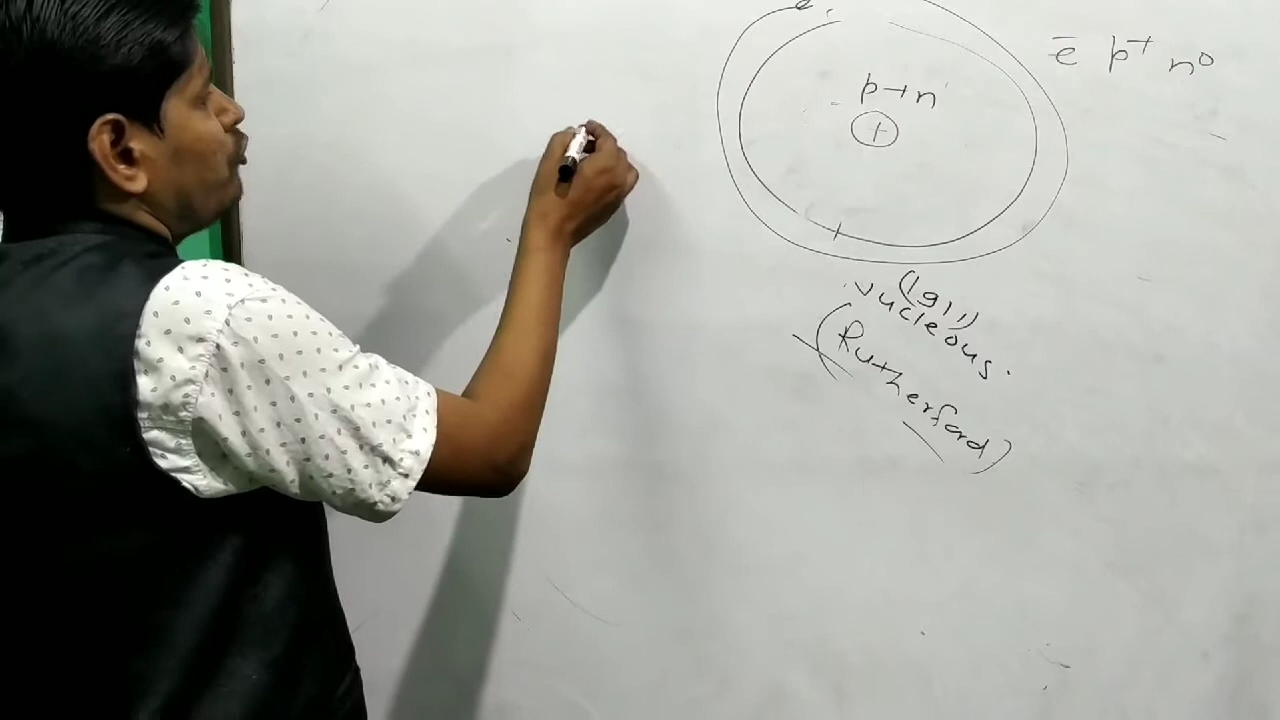 e⁻ p⁺ n⁰
e⁻
p+n
+
(1911)
Nucleous.
(Rutherford)